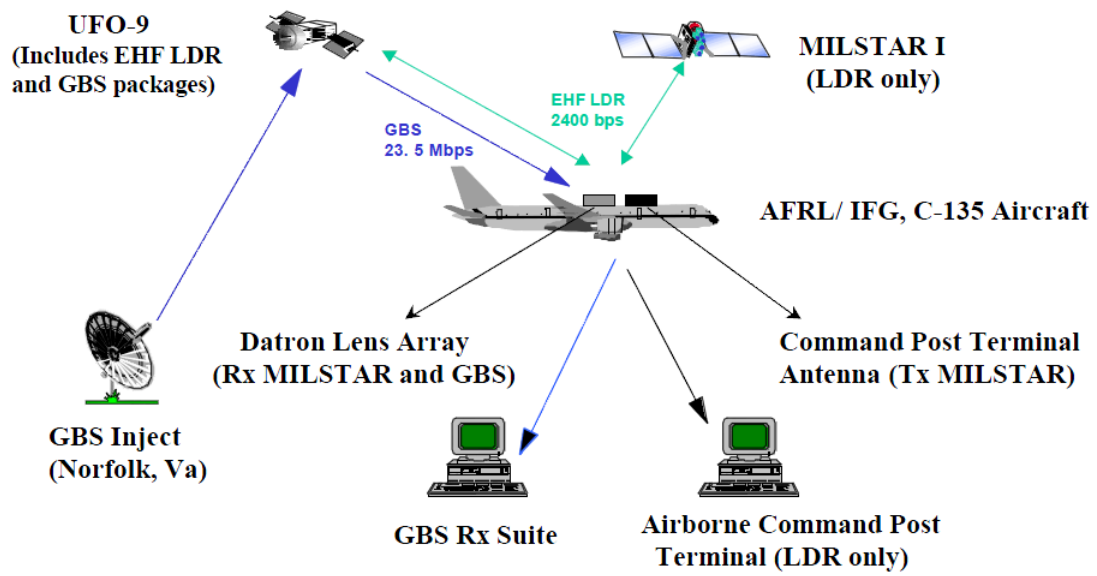 UFO-9
(Includes EHF LDR
and GBS packages)
MILSTAR I
(LDR only)
EHF LDR
2400 bps
GBS
23. 5 Mbps
AFRL/ IFG, C-135 Aircraft
Datron Lens Array
(Rx MILSTAR and GBS)
Command Post Terminal
Antenna (Tx MILSTAR)
GBS Inject
(Norfolk, Va)
GBS Rx Suite
Airborne Command Post
Terminal (LDR only)